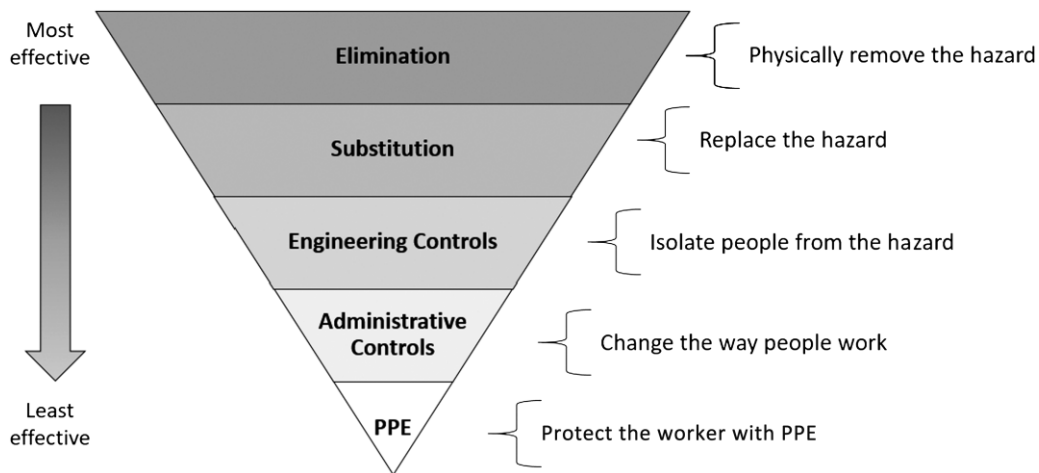 Most
effective
Elimination
Physically remove the hazard
Substitution
Replace the hazard
Engineering Controls
Isolate people from the hazard
Administrative
Controls
Change the way people work
Least
effective
PPE
Protect the worker with PPE